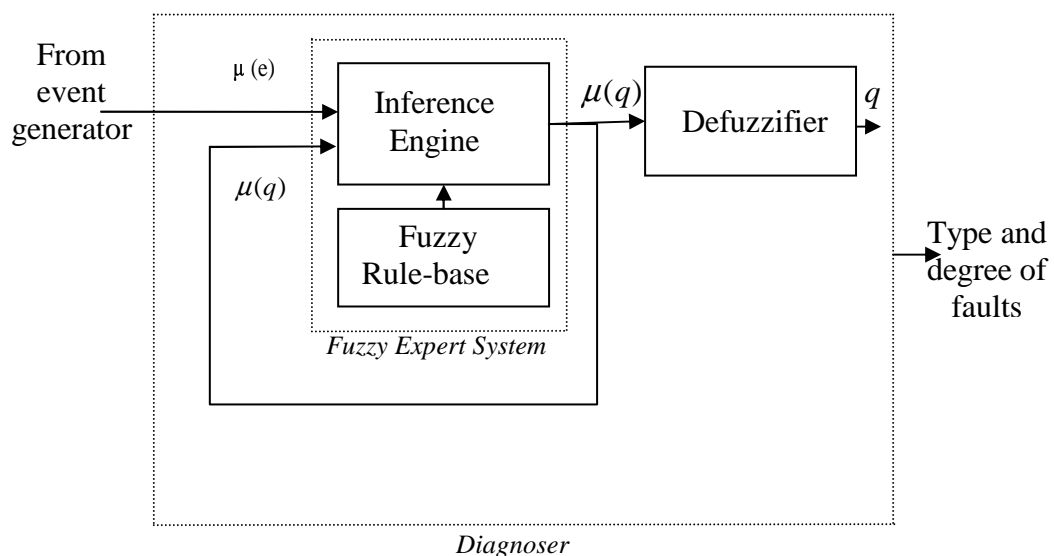 From
event
generator
μ (e)
μ(q)
Inference
Engine
Fuzzy
Rule-base
Fuzzy Expert System
μ(q)
Defuzzifier
q
Type and
degree of
faults
Diagnoser